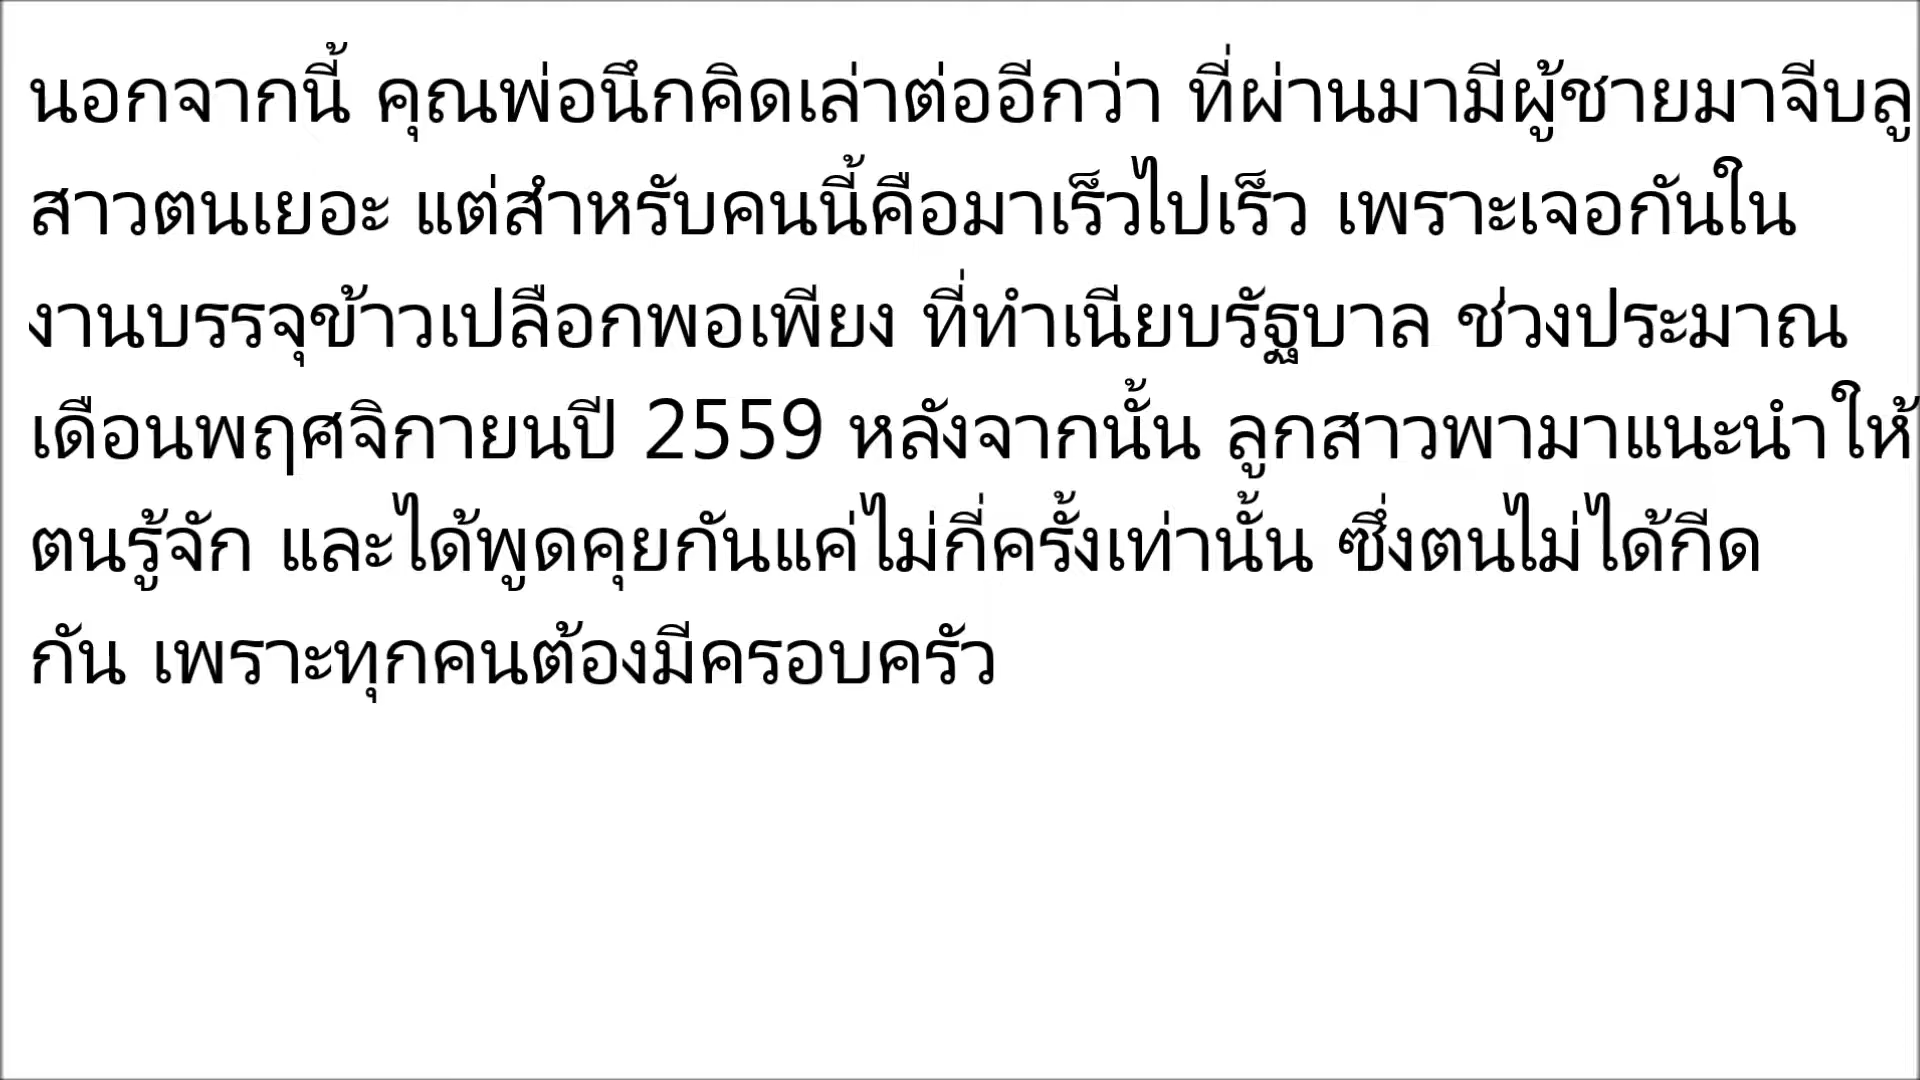 นอกจากนี้ คุณพ่อนึกคิดเล่าต่ออีกว่า ที่ผ่านมามีผู้ชายมาจีบลู
สาวตนเยอะ แต่สำหรับคนนี้คือมาเร็วไปเร็ว เพราะเจอกันใน
งานบรรจุข้าวเปลือกพอเพียง ที่ทำเนียบรัฐบาล ช่วงประมาณ
เดือนพฤศจิกายนปี 2559 หลังจากนั้น ลูกสาวพามาแนะนำให้
ตนรู้จัก และได้พูดคุยกันแค่ไม่กี่ครั้งเท่านั้น ซึ่งตนไม่ได้กีด
กัน เพราะทุกคนต้องมีครอบครัว